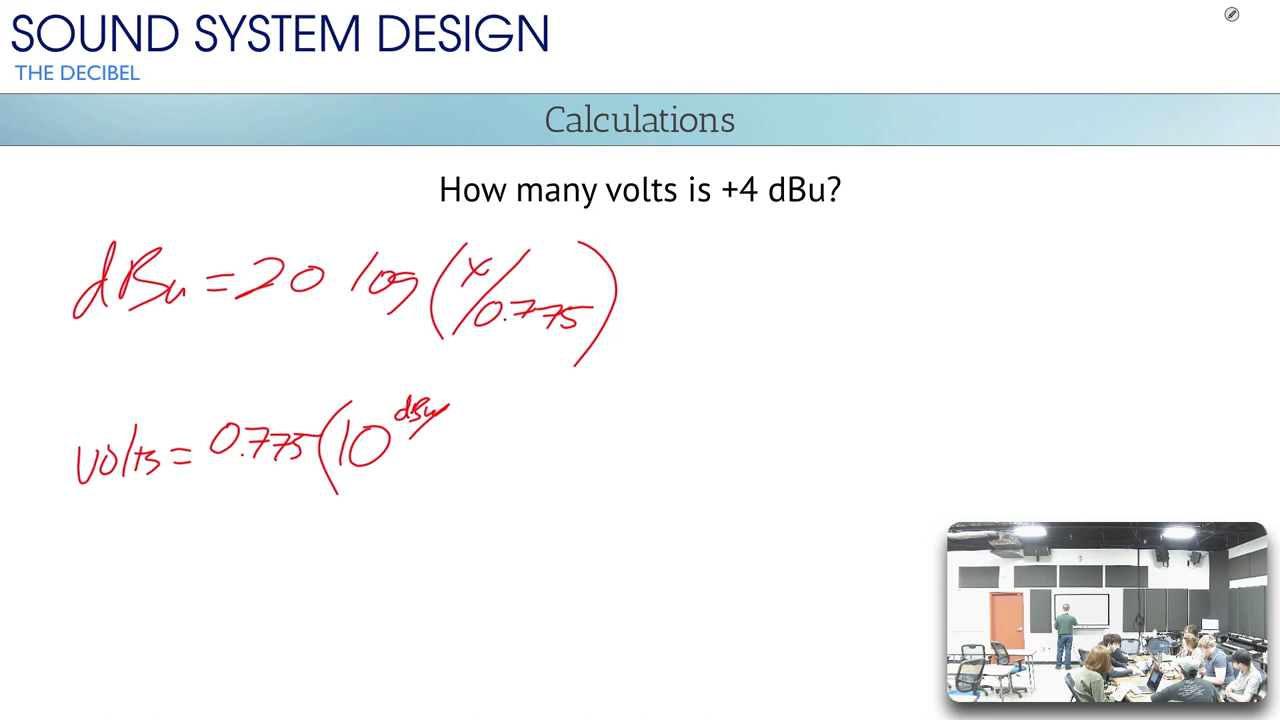 SOUND SYSTEM DESIGN
THE DECIBEL
Calculations
How many volts is +4 dBu?
dBu = 20 log (x/0.775)
volts = 0.775 (10^dBu/